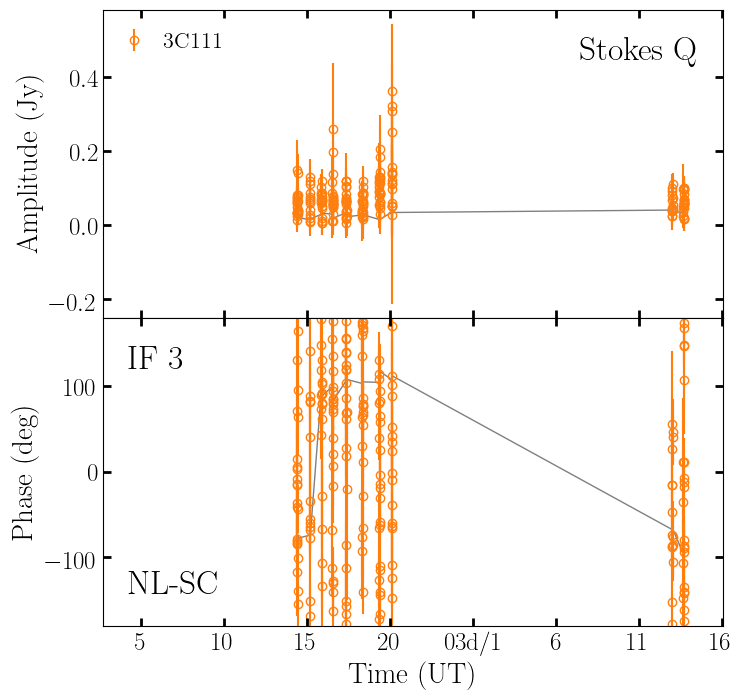 3C111
Stokes Q
Amplitude (Jy)
0.4
0.2
0.0
−0.2
IF 3
Phase (deg)
100
0
−100
NL-SC
5 10 15 20 03d/1 6 11 16
Time (UT)